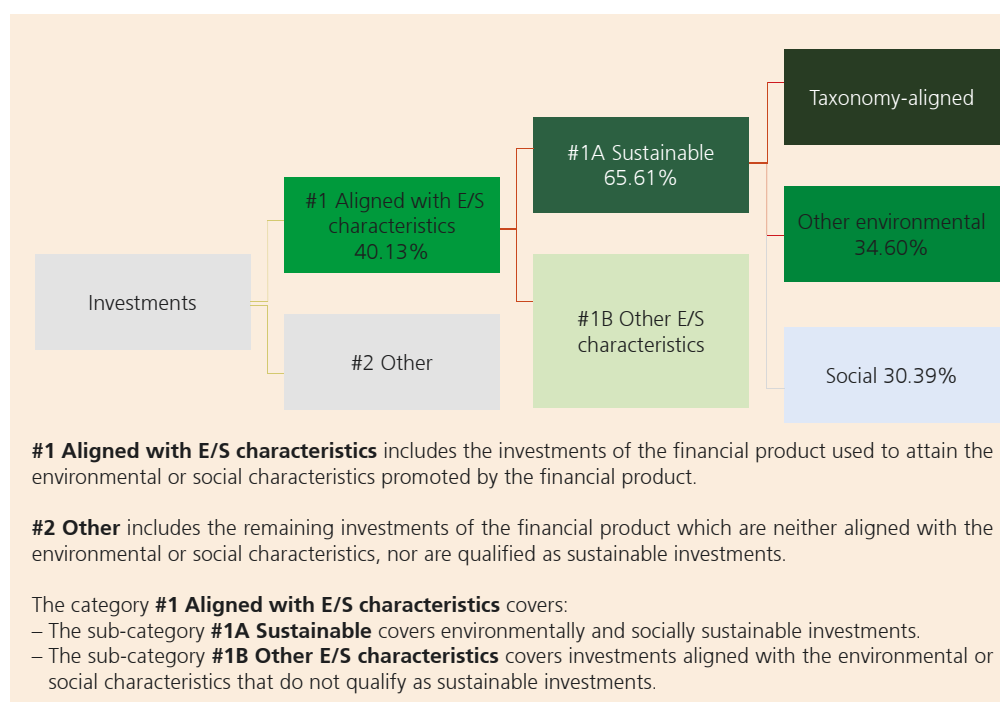 Taxonomy-aligned
#1A Sustainable
65.61%
#1 Aligned with E/S
characteristics
40.13%
Other environmental
34.60%
Investments
#1B Other E/S
characteristics
#2 Other
Social 30.39%
#1 Aligned with E/S characteristics includes the investments of the financial product used to attain the
environmental or social characteristics promoted by the financial product.
#2 Other includes the remaining investments of the financial product which are neither aligned with the
environmental or social characteristics, nor are qualified as sustainable investments.
The category #1 Aligned with E/S characteristics covers:
– The sub-category #1A Sustainable covers environmentally and socially sustainable investments.
– The sub-category #1B Other E/S characteristics covers investments aligned with the environmental or
social characteristics that do not qualify as sustainable investments.